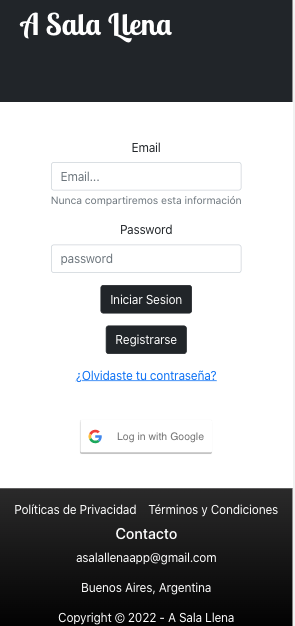 A Sala Llena
Email
Email...
Nunca compartiremos esta información
Password
password
Iniciar Sesion
Registrarse
¿Olvidaste tu contraseña?
Log in with Google
Políticas de Privacidad Términos y Condiciones
Contacto
asalallenaapp@gmail.com
Buenos Aires, Argentina
Copyright © 2022 - A Sala Llena